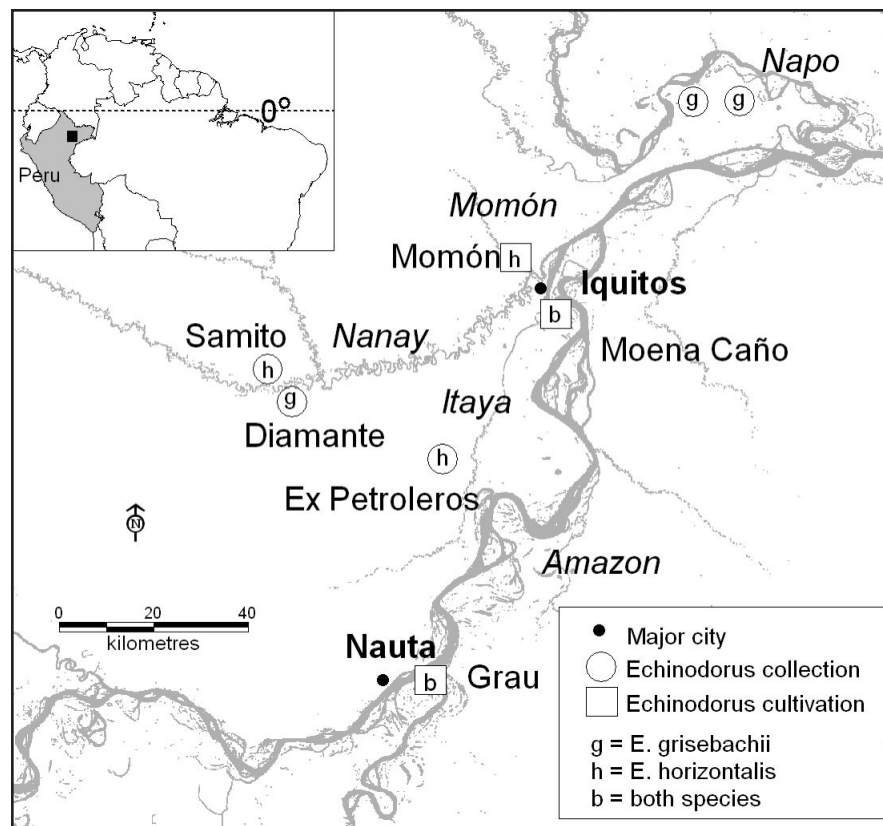 Napo
0°
g
g
Peru
Momón
Momón
h
Iquitos
b
Samito
Nanay
Moena Caño
h
g
Itaya
Diamante
h
Ex Petroleros
N
Amazon
0 20 40
kilometres
Nauta
b
Grau
Major city
Echinodorus collection
Echinodorus cultivation
g = E. grisebachii
h = E. horizontalis
b = both species